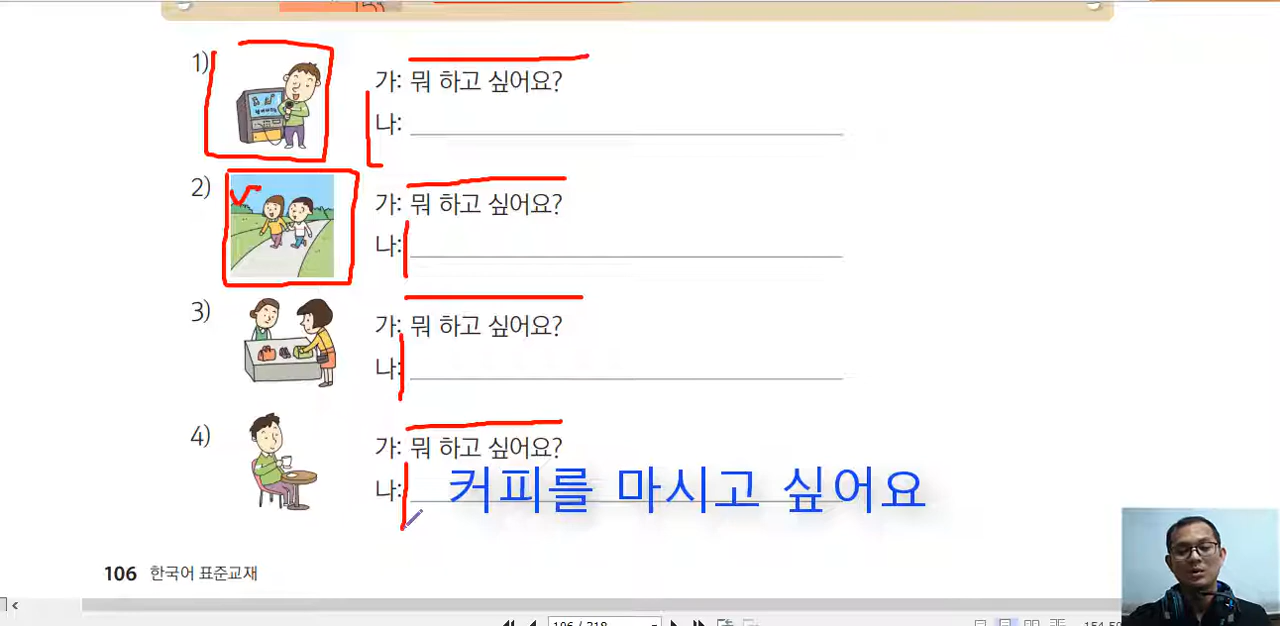 1)
가: 뭐 하고 싶어요?
나:
2)
가: 뭐 하고 싶어요?
나:
3)
가: 뭐 하고 싶어요?
나:
4)
가: 뭐 하고 싶어요?
나: 커피를 마시고 싶어요
106 한국어 표준교재